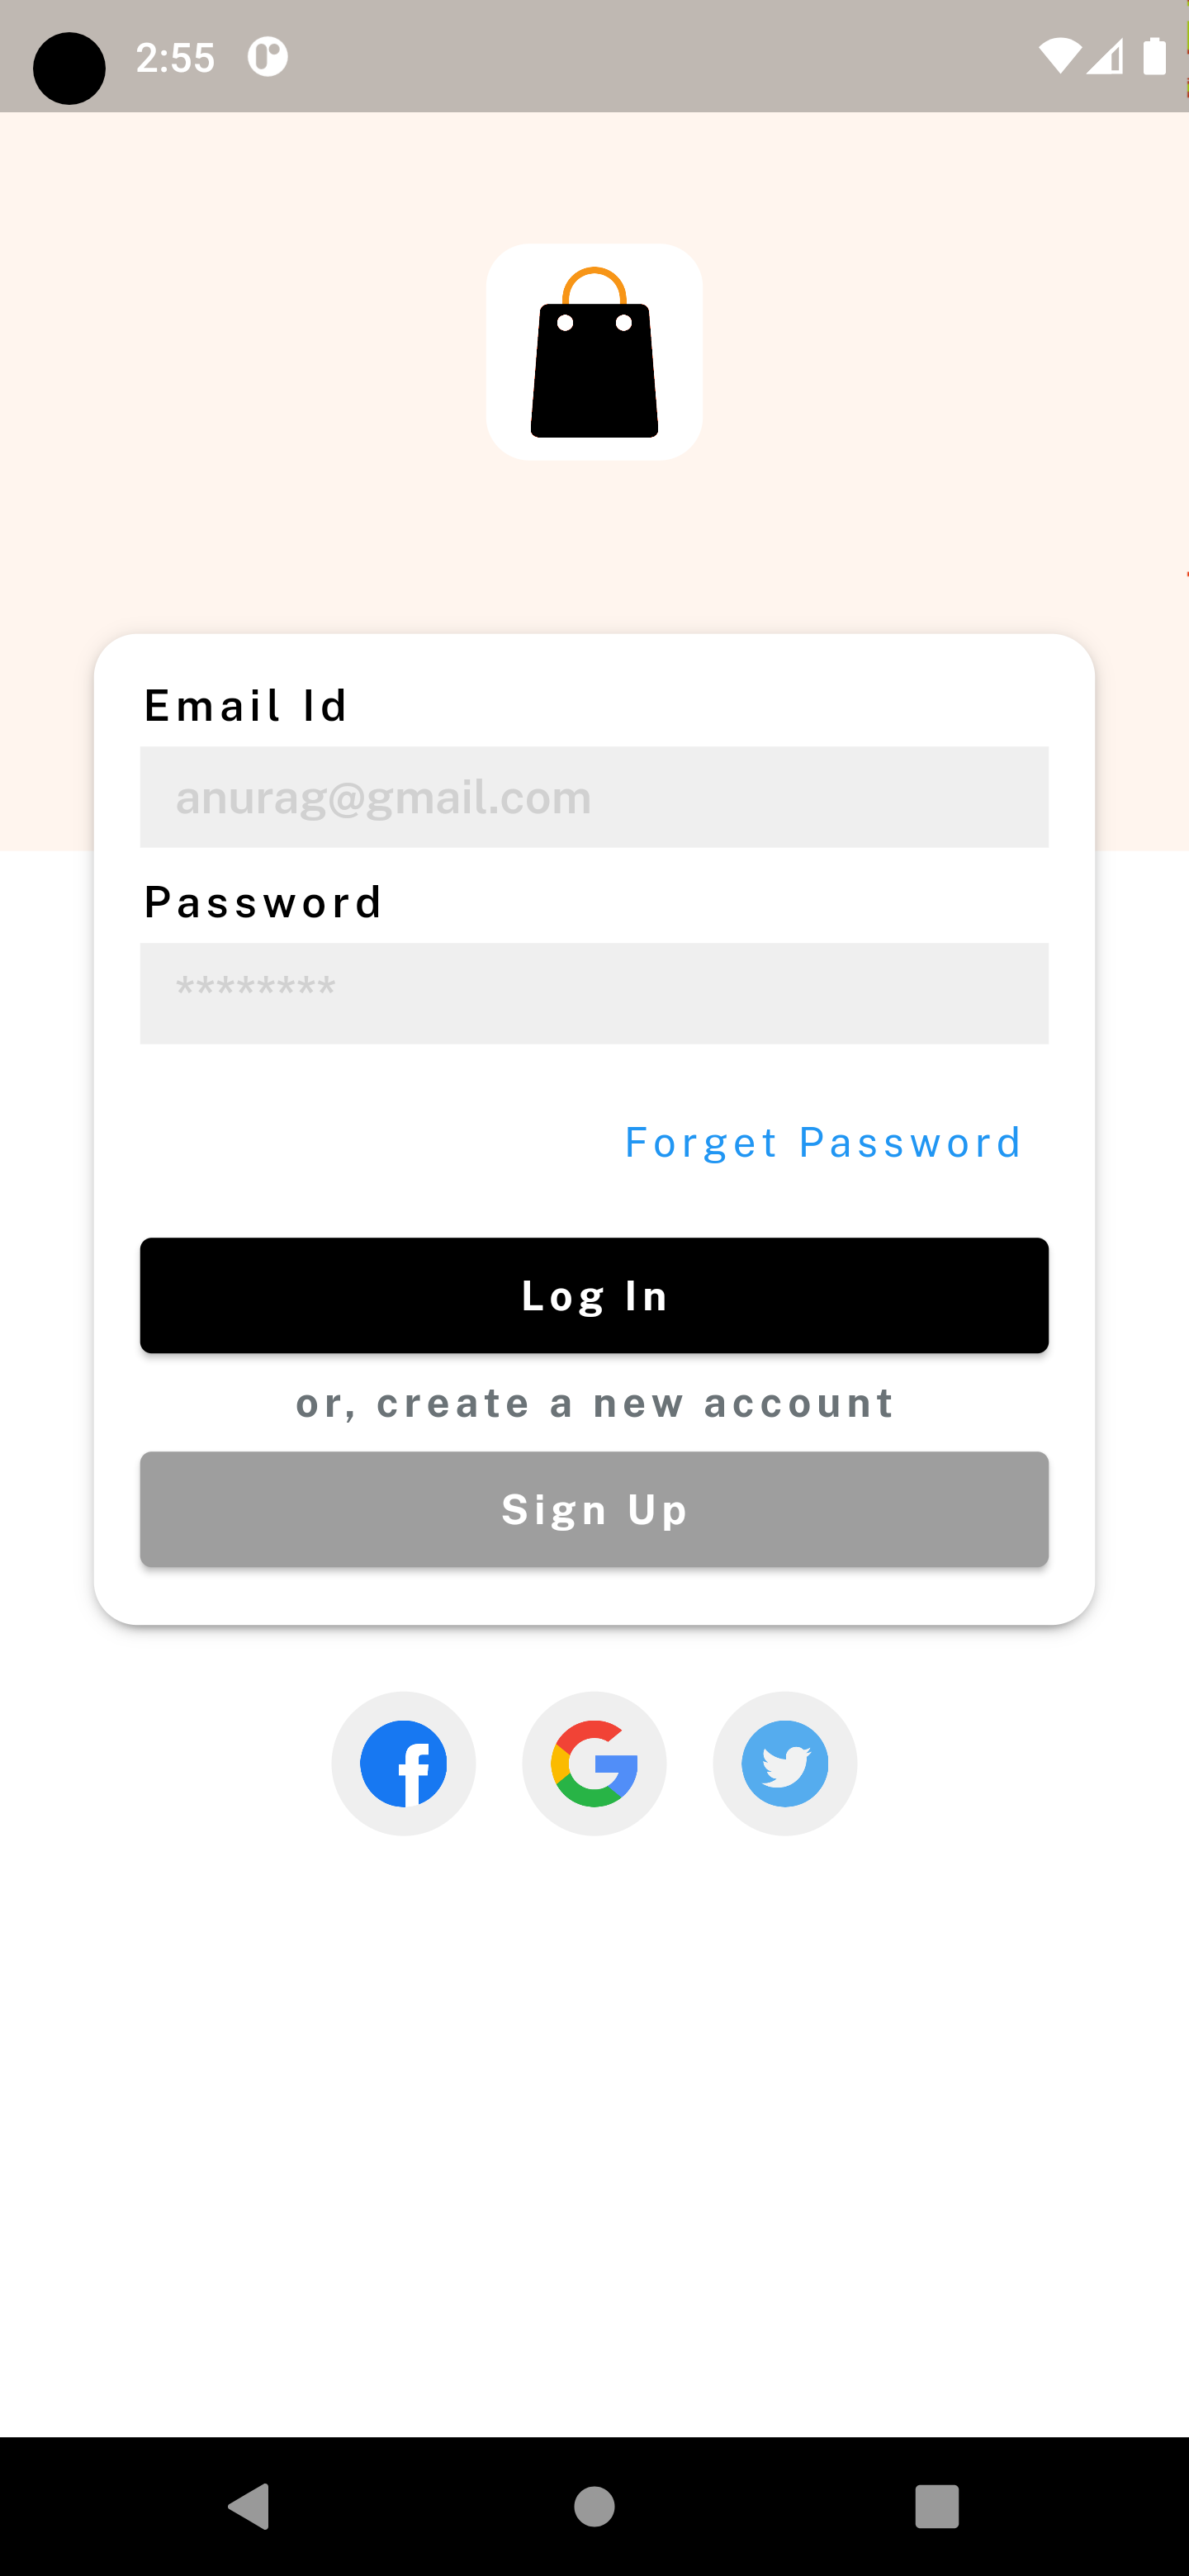 2:55
Email Id
anurag@gmail.com
Password
********
Forget Password
Log In
or, create a new account
Sign Up